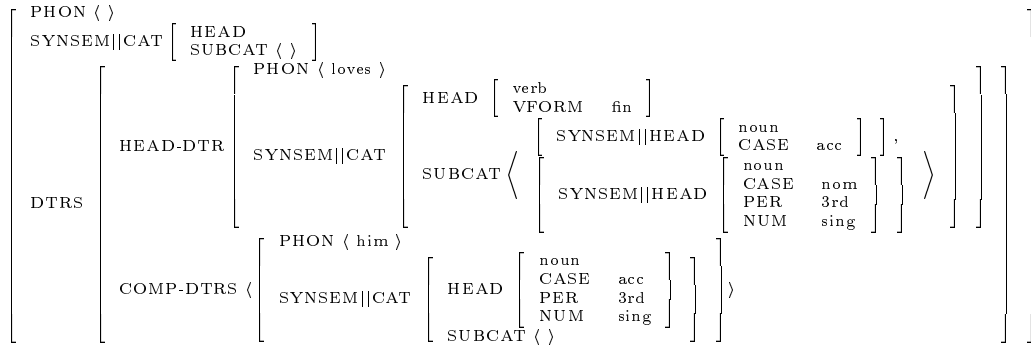 PHON ⟨ ⟩
SYNSEM||CAT [ HEAD
SUBCAT ⟨ ⟩ ]
PHON ⟨ loves ⟩
HEAD [ verb
VFORM fin ]
[ SYNSEM||HEAD [ noun
CASE acc ] ] ,
HEAD-DTR
SYNSEM||CAT
SUBCAT ⟨
[ SYNSEM||HEAD [ noun
CASE nom
PER 3rd
NUM sing ] ] ⟩
DTRS
PHON ⟨ him ⟩
COMP-DTRS ⟨
SYNSEM||CAT
HEAD [ noun
CASE acc
PER 3rd
NUM sing ]
⟩
SUBCAT ⟨ ⟩